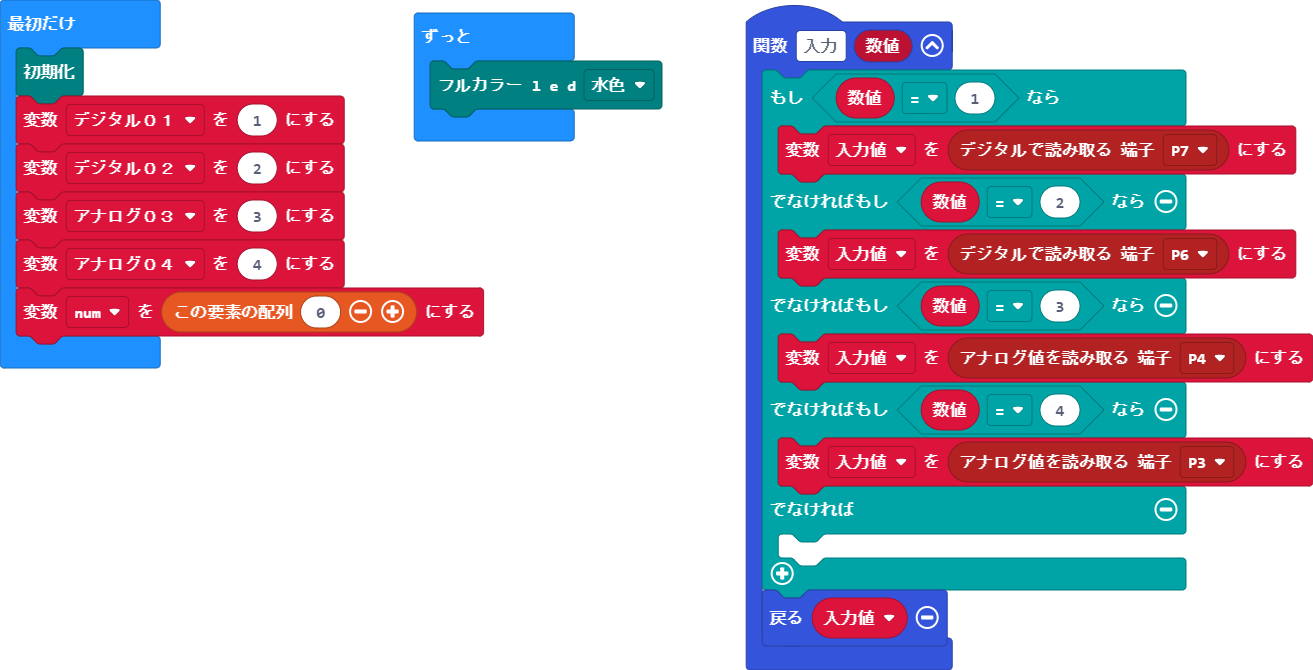 最初だけ
初期化
変数 デジタル０１ を 1 にする
変数 デジタル０２ を 2 にする
変数 アナログ０３ を 3 にする
変数 アナログ０４ を 4 にする
変数 num を この要素の配列 0 にする
ずっと
フルカラーｌｅｄ 水色
関数 入力 数値
もし 数値 = 1 なら
変数 入力値 を デジタルで読み取る 端子 P7 にする
でなければもし 数値 = 2 なら
変数 入力値 を デジタルで読み取る 端子 P6 にする
でなければもし 数値 = 3 なら
変数 入力値 を アナログ値を読み取る 端子 P4 にする
でなければもし 数値 = 4 なら
変数 入力値 を アナログ値を読み取る 端子 P3 にする
でなければ
戻る 入力値